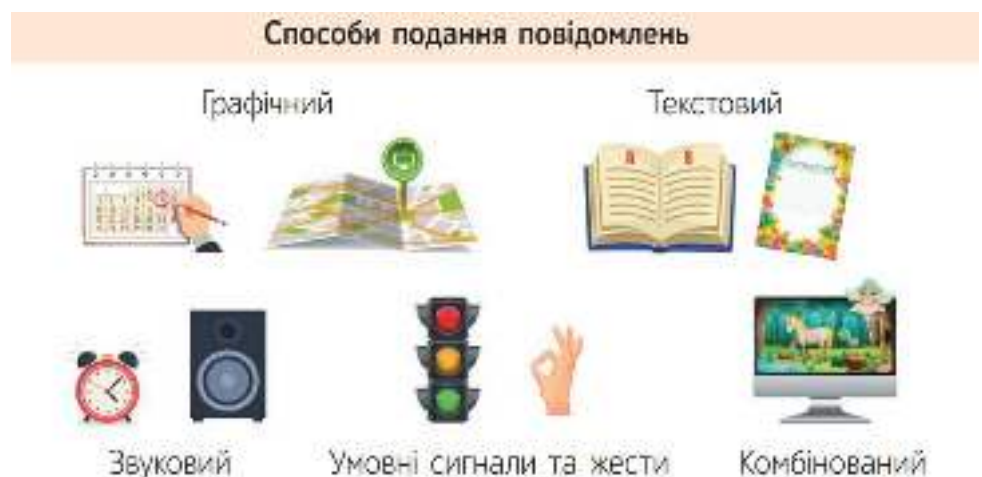 Способи подання повідомлень
Графічний
Текстовий
А В
Звуковий
Умовні сигнали та жести
Комбінований